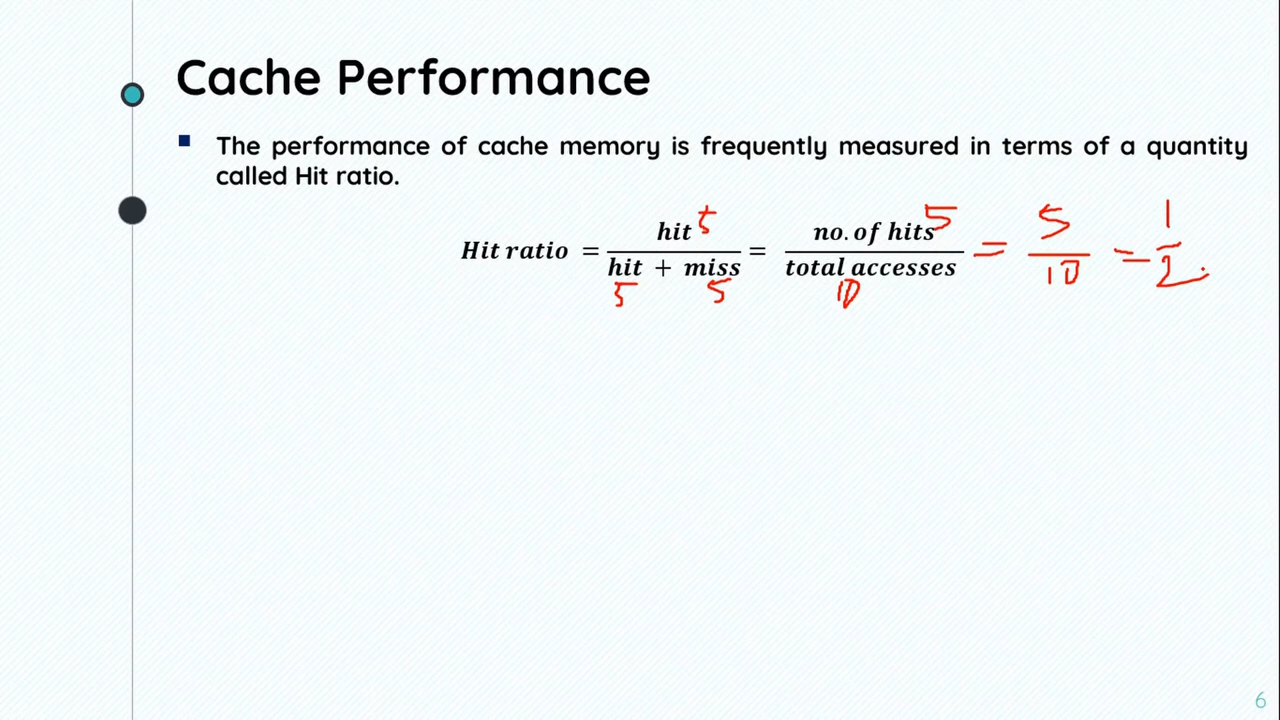 Cache Performance
▪ The performance of cache memory is frequently measured in terms of a quantity
called Hit ratio.
Hit ratio = hit 5 / hit + miss = no. of hits 5 / total accesses = 5 / 10 = 1 / 2
5 5 10
6